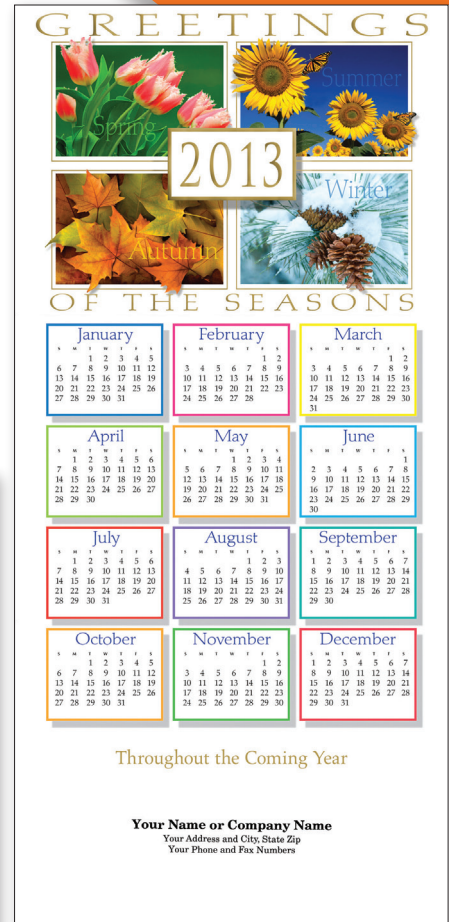 GREETINGS
Spring
Summer
2013
Autumn
Winter
OF THE SEASONS
January
S M T W T F S
1 2 3 4 5
6 7 8 9 10 11 12
13 14 15 16 17 18 19
20 21 22 23 24 25 26
27 28 29 30 31
February
S M T W T F S
1 2
3 4 5 6 7 8 9
10 11 12 13 14 15 16
17 18 19 20 21 22 23
24 25 26 27 28
March
S M T W T F S
1 2
3 4 5 6 7 8 9
10 11 12 13 14 15 16
17 18 19 20 21 22 23
24 25 26 27 28 29 30
31
April
S M T W T F S
1 2 3 4 5 6
7 8 9 10 11 12 13
14 15 16 17 18 19 20
21 22 23 24 25 26 27
28 29 30
May
S M T W T F S
1 2 3 4
5 6 7 8 9 10 11
12 13 14 15 16 17 18
19 20 21 22 23 24 25
26 27 28 29 30 31
June
S M T W T F S
1
2 3 4 5 6 7 8
9 10 11 12 13 14 15
16 17 18 19 20 21 22
23 24 25 26 27 28 29
30
July
S M T W T F S
1 2 3 4 5 6
7 8 9 10 11 12 13
14 15 16 17 18 19 20
21 22 23 24 25 26 27
28 29 30 31
August
S M T W T F S
1 2 3
4 5 6 7 8 9 10
11 12 13 14 15 16 17
18 19 20 21 22 23 24
25 26 27 28 29 30 31
September
S M T W T F S
1 2 3 4 5 6 7
8 9 10 11 12 13 14
15 16 17 18 19 20 21
22 23 24 25 26 27 28
29 30
October
S M T W T F S
1 2 3 4 5
6 7 8 9 10 11 12
13 14 15 16 17 18 19
20 21 22 23 24 25 26
27 28 29 30 31
November
S M T W T F S
1 2
3 4 5 6 7 8 9
10 11 12 13 14 15 16
17 18 19 20 21 22 23
24 25 26 27 28 29 30
December
S M T W T F S
1 2 3 4 5 6 7
8 9 10 11 12 13 14
15 16 17 18 19 20 21
22 23 24 25 26 27 28
29 30 31
Throughout the Coming Year
Your Name or Company Name
Your Address and City, State Zip
Your Phone and Fax Numbers